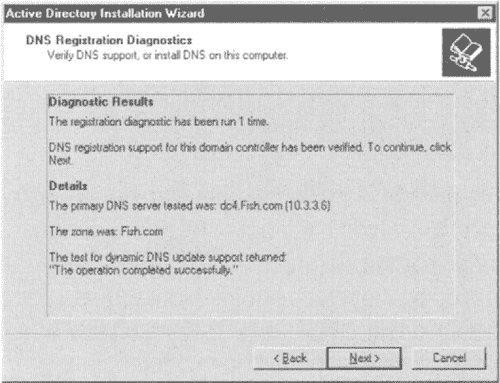 Active Directory Installation Wizard
DNS Registration Diagnostics
Verify DNS support, or install DNS on this computer.
Diagnostic Results
The registration diagnostic has been run 1 time.
DNS registration support for this domain controller has been verified. To continue, click
Next.
Details
The primary DNS server tested was: dc4.Fish.com (10.3.3.6)
The zone was: Fizh.com
The test for dynamic DNS update support returned:
"The operation completed successfully."
< Back
Next >
Cancel